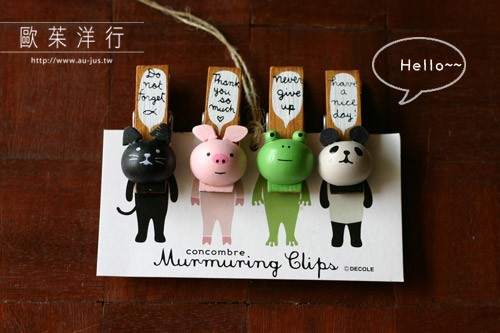 歐茱洋行
http://www.au-jus.tw
Hello~~
Do
not
forget
Thank
you
so
much
never
give
up
have
a
nice
day!
concombre
Murmuring Clips
©DECOLE